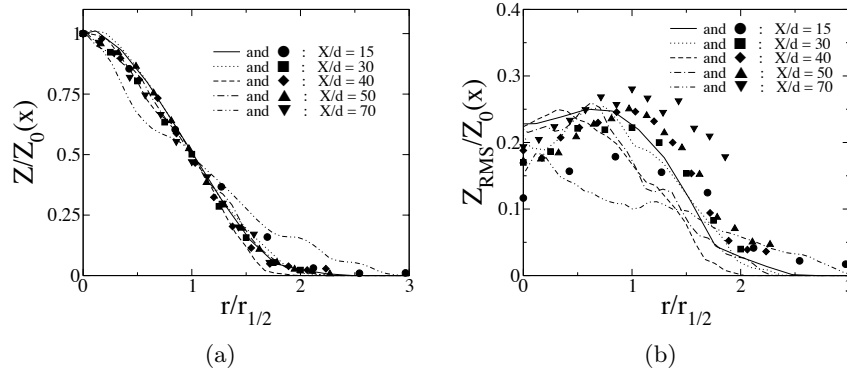 1
0.75
0.5
0.25
0
Z/Z0(x)
and : X/d = 15
and : X/d = 30
and : X/d = 40
and : X/d = 50
and : X/d = 70
0 1 2 3
r/r1/2
(a)
0.4
0.3
0.2
0.1
0
ZRMS/Z0(x)
and : X/d = 15
and : X/d = 30
and : X/d = 40
and : X/d = 50
and : X/d = 70
0 1 2 3
r/r1/2
(b)